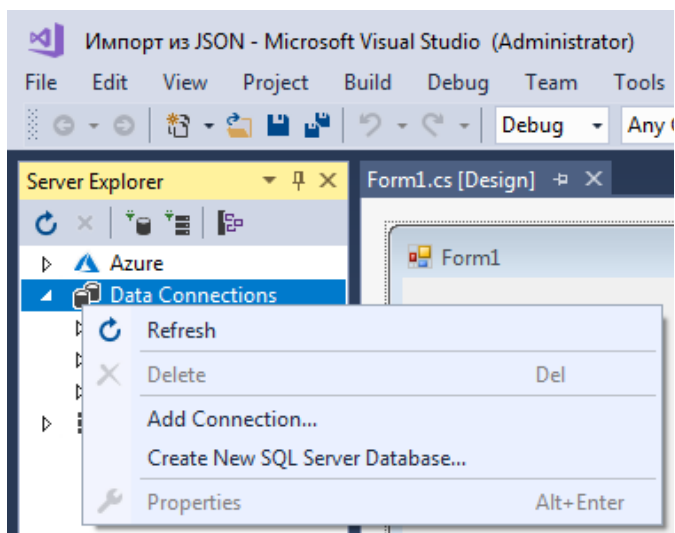 Импорт из JSON - Microsoft Visual Studio (Administrator)
File Edit View Project Build Debug Team Tools
Debug Any
Server Explorer
Form1.cs [Design]
Azure
Form1
Data Connections
Refresh
Delete Del
Add Connection...
Create New SQL Server Database...
Properties Alt+Enter